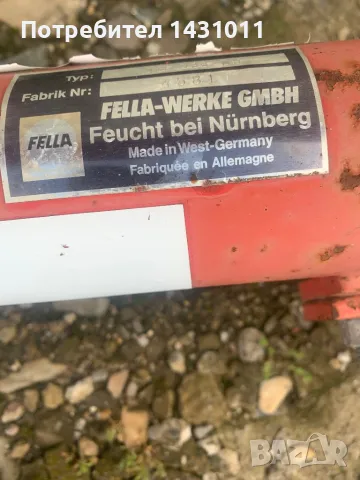 Потребител 1431011
Typ:
Fabrik Nr:
FELLA-WERKE GMBH
FELLA
Feucht bei Nürnberg
Made in West-Germany
Fabriquée en Allemagne
BAZAR